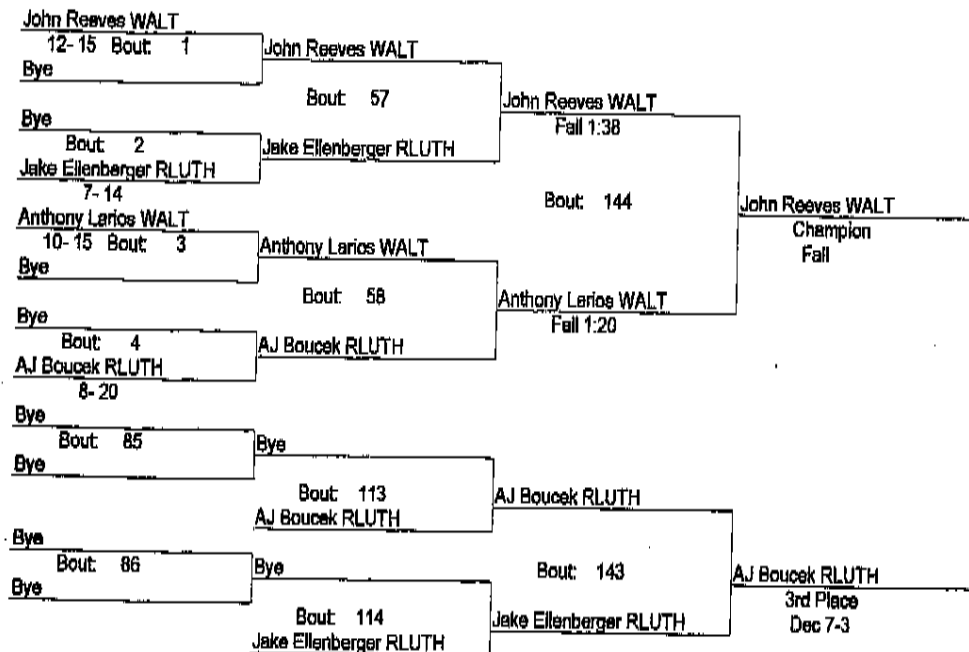 John Reeves WALT
12-15 Bout: 1
Bye
John Reeves WALT
Bout: 57
Bye
Bout: 2
Jake Ellenberger RLUTH
7-14
Jake Ellenberger RLUTH
John Reeves WALT
Fall 1:38
Anthony Larios WALT
10-15 Bout: 3
Bye
Anthony Larios WALT
Bout: 58
Bye
Bout: 4
AJ Boucek RLUTH
8-20
AJ Boucek RLUTH
Anthony Larios WALT
Fall 1:20
Bout: 144
John Reeves WALT
Champion
Fall
Bye
Bout: 85
Bye
Bye
Bout: 113
AJ Boucek RLUTH
AJ Boucek RLUTH
Bye
Bout: 86
Bye
Bye
Bout: 114
Jake Ellenberger RLUTH
Jake Ellenberger RLUTH
Bout: 143
AJ Boucek RLUTH
3rd Place
Dec 7-3